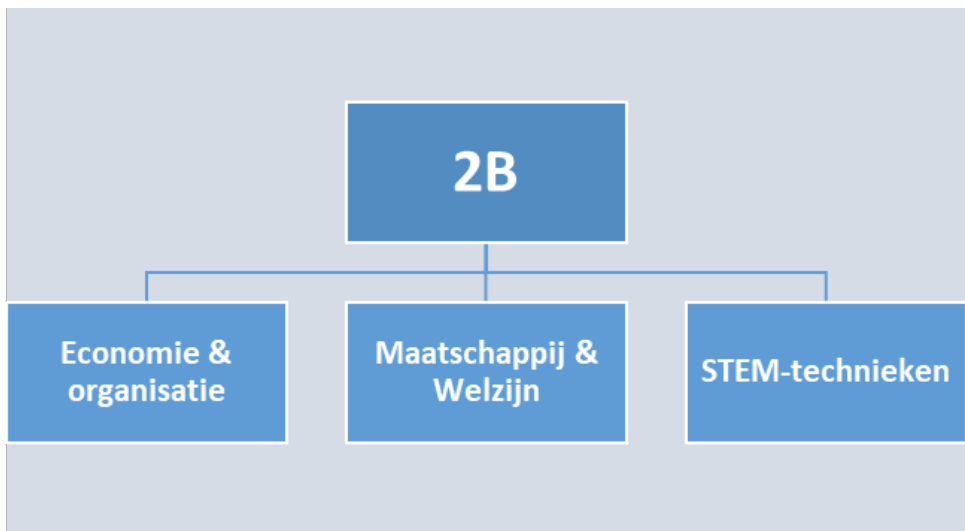 2B
Economie &
organisatie
Maatschappij &
Welzijn
STEM-technieken